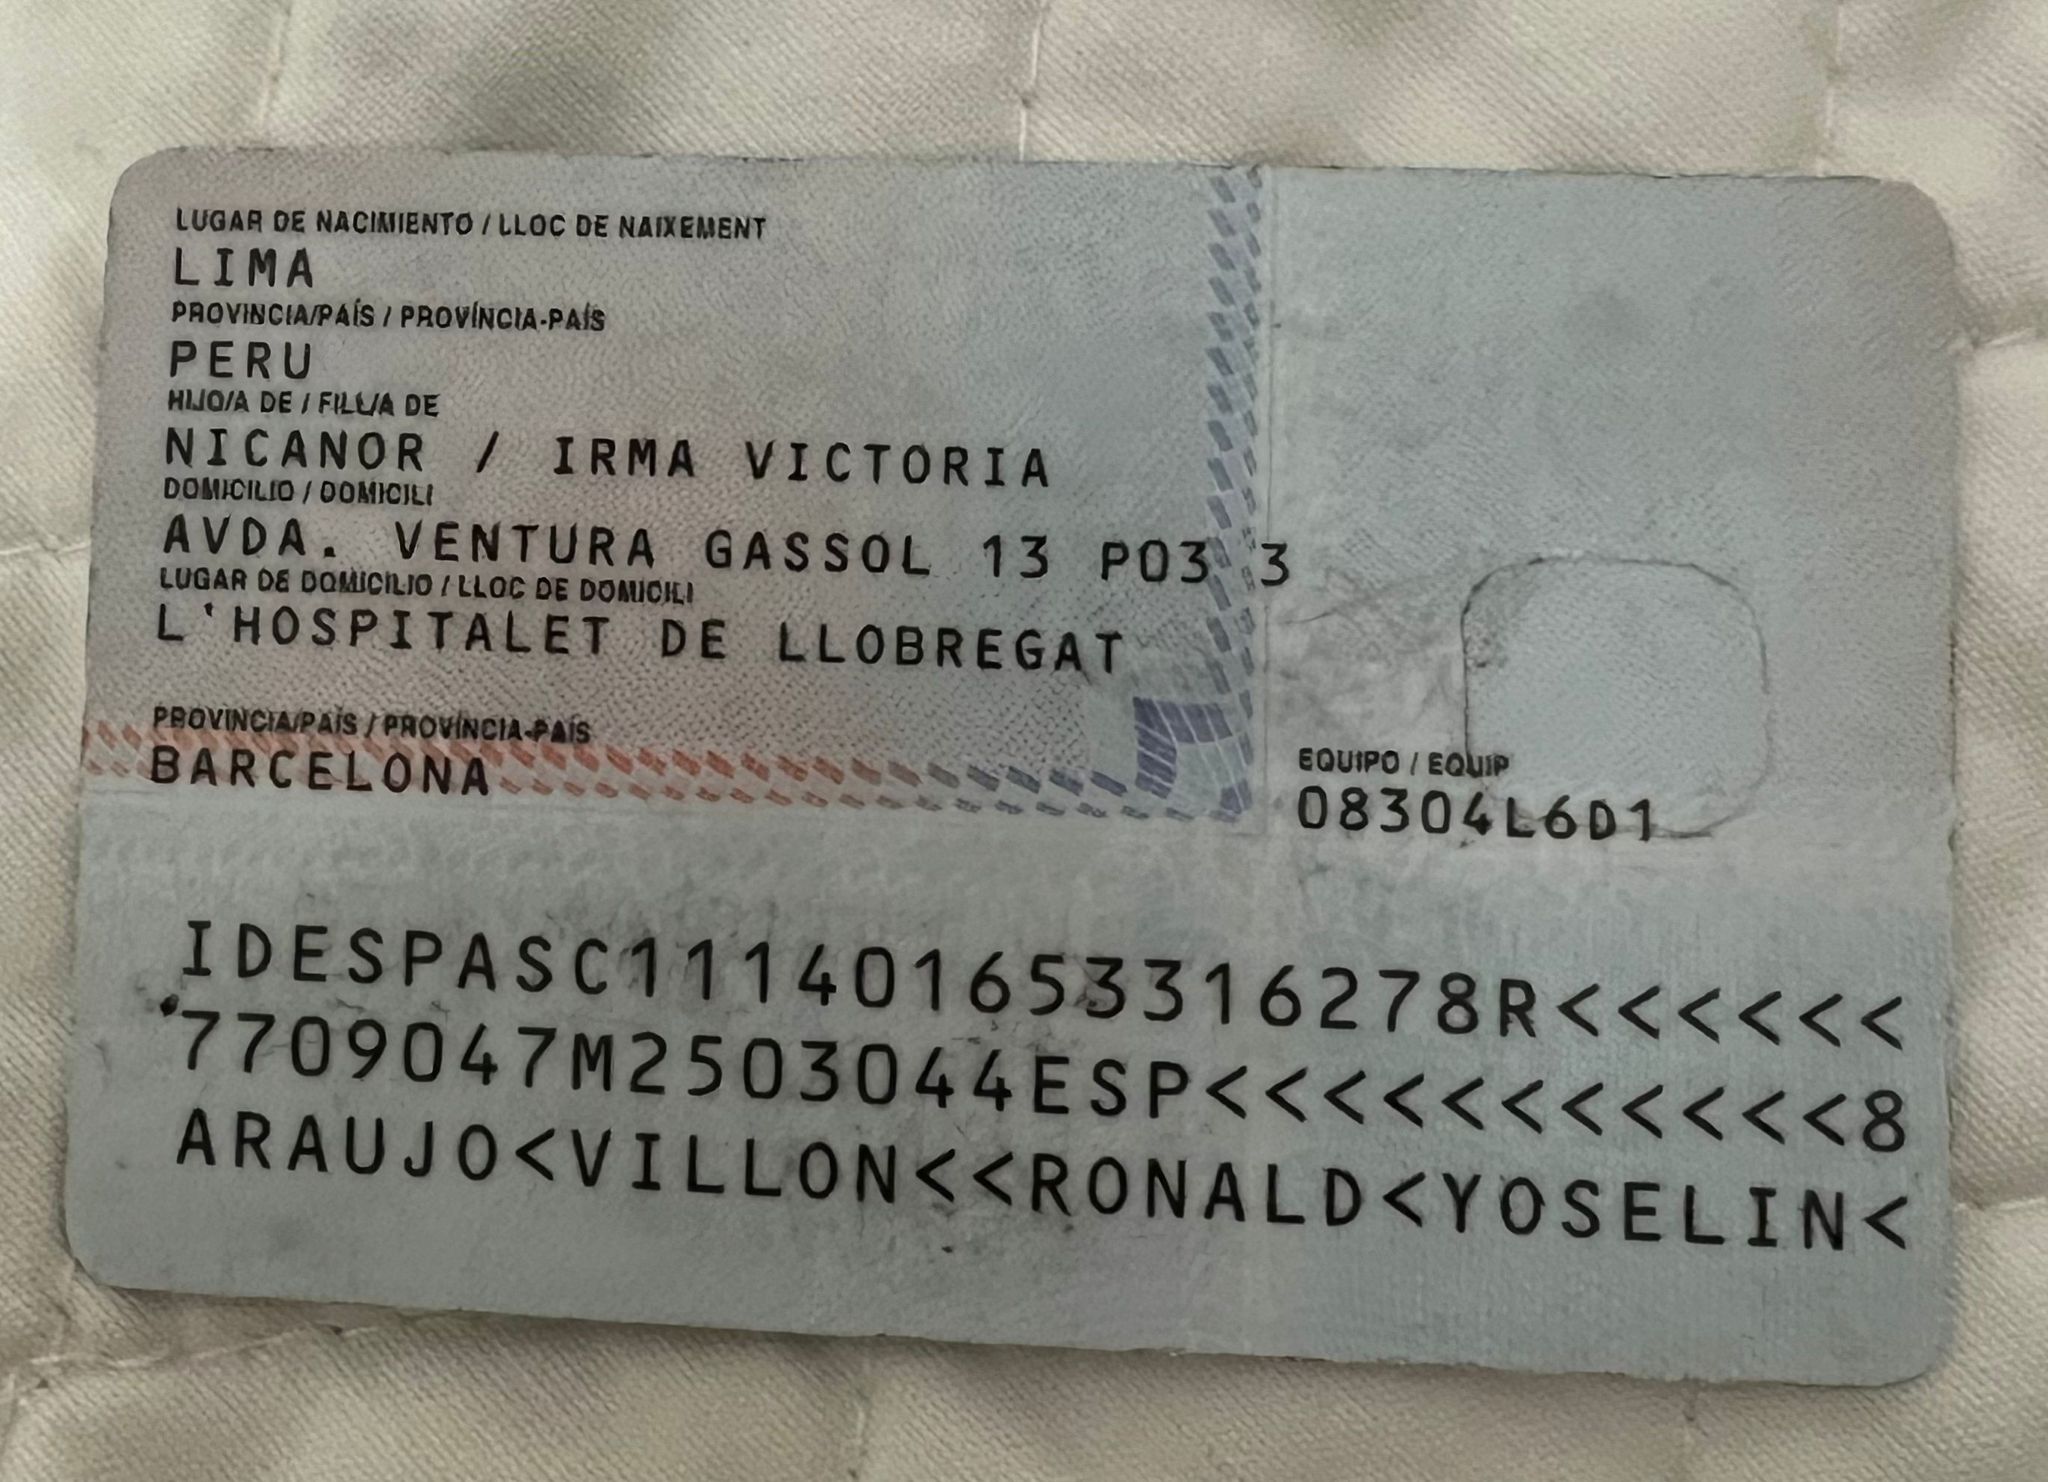 LUGAR DE NACIMIENTO / LLOC DE NAIXEMENT
LIMA
PROVINCIA/PAÍS / PROVÍNCIA-PAÍS
PERU
HIJO/A DE / FILL/A DE
NICANOR / IRMA VICTORIA
DOMICILIO / DOMICILI
AVDA. VENTURA GASSOL 13 P03 3
LUGAR DE DOMICILIO / LLOC DE DOMICILI
L'HOSPITALET DE LLOBREGAT
PROVINCIA/PAÍS / PROVÍNCIA-PAÍS
BARCELONA
EQUIPO / EQUIP
08304L6D1
IDESPASC111401653316278R<<<<<<
7709047M2503044ESP<<<<<<<<<<<8
ARAUJO<VILLON<<RONALD<YOSELIN<